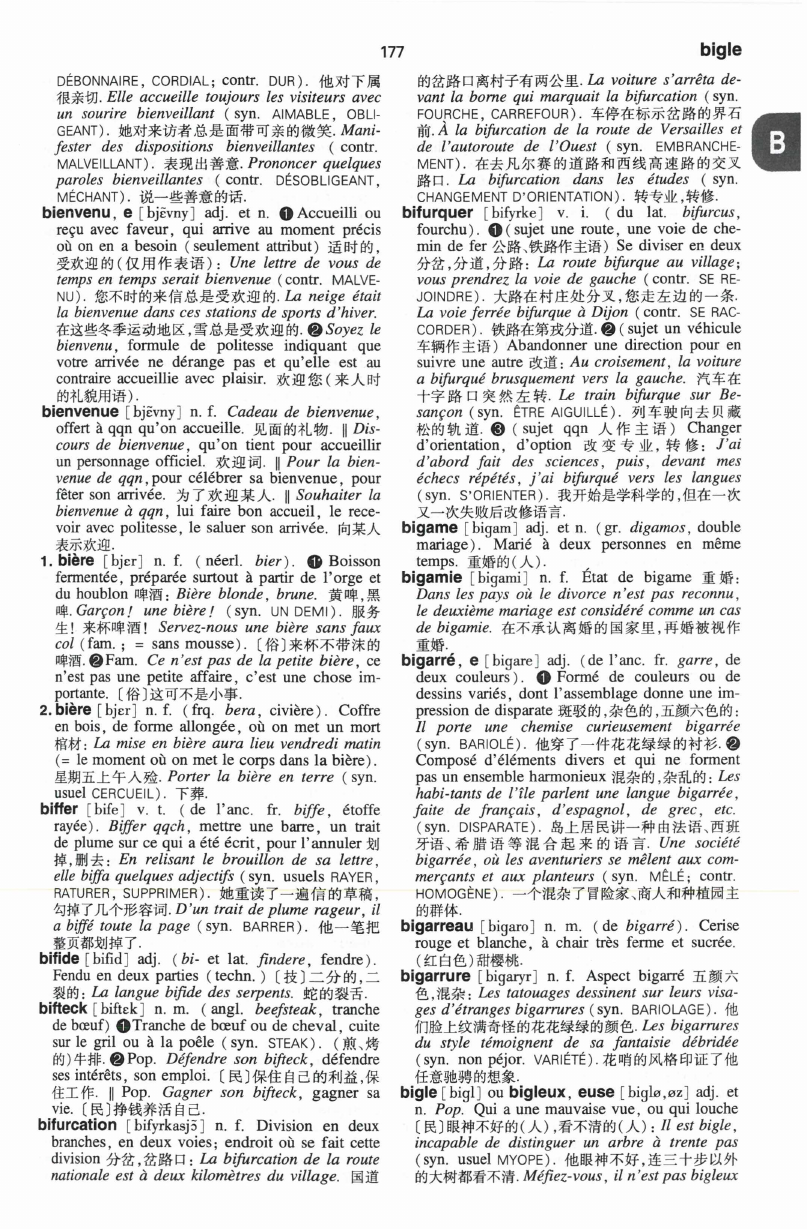 177
bigle
DÉBONNAIRE, CORDIAL; contr. DUR). 他对下属
很亲切. Elle accueille toujours les visiteurs avec
un sourire bienveillant (syn. AIMABLE, OBLI-
GEANT). 她对来访者总是面带可亲的微笑. Mani-
fester des dispositions bienveillantes (contr.
MALVEILLANT). 表现出善意. Prononcer quelques
paroles bienveillantes (contr. DÉSOBLIGEANT,
MÉCHANT). 说一些善意的话.
bienvenu, e [bjɛ̃vny] adj. et n. ❶ Accueilli ou
reçu avec faveur, qui arrive au moment précis
où on en a besoin (seulement attribut) 适时的,
受欢迎的(仅用作表语): Une lettre de vous de
temps en temps serait bienvenue (contr. MALVE-
NU). 您不时的来信总是受欢迎的. La neige était
la bienvenue dans ces stations de sports d'hiver.
在这些冬季运动地区,雪总是受欢迎的. ❷ Soyez le
bienvenu, formule de politesse indiquant que
votre arrivée ne dérange pas et qu'elle est au
contraire accueillie avec plaisir. 欢迎您(来人时
的礼貌用语).
bienvenue [bjɛ̃vny] n. f. Cadeau de bienvenue,
offert à qqn qu'on accueille. 见面的礼物. ‖ Dis-
cours de bienvenue, qu'on tient pour accueillir
un personnage officiel. 欢迎词. ‖ Pour la bien-
venue de qqn, pour célébrer sa bienvenue, pour
fêter son arrivée. 为了欢迎某人. ‖ Souhaiter la
bienvenue à qqn, lui faire bon accueil, le rece-
voir avec politesse, le saluer son arrivée. 向某人
表示欢迎.
1. bière [bjɛr] n. f. (néerl. bier). ❶ Boisson
fermentée, préparée surtout à partir de l'orge et
du houblon 啤酒: Bière blonde, brune. 黄啤,黑
啤. Garçon! une bière! (syn. UN DEMI). 服务
生! 来杯啤酒! Servez-nous une bière sans faux
col (fam. ; = sans mousse). 〔俗〕来杯不带沫的
啤酒. ❷ Fam. Ce n'est pas de la petite bière, ce
n'est pas une petite affaire, c'est une chose im-
portante. 〔俗〕这可不是小事.
2. bière [bjɛr] n. f. (frq. bera, civière). Coffre
en bois, de forme allongée, où on met un mort
棺材: La mise en bière aura lieu vendredi matin
(= le moment où on met le corps dans la bière).
星期五上午入殓. Porter la bière en terre (syn.
usuel CERCUEIL). 下葬.
biffer [bife] v. t. (de l'anc. fr. biffe, étoffe
rayée). Biffer qqch, mettre une barre, un trait
de plume sur ce qui a été écrit, pour l'annuler 划
掉,删去: En relisant le brouillon de sa lettre,
elle biffa quelques adjectifs (syn. usuels RAYER,
RATURER, SUPPRIMER). 她重读了一遍信的草稿,
勾掉了几个形容词. D'un trait de plume rageur, il
a biffé toute la page (syn. BARRER). 他一笔把
整页都划掉了.
bifide [bifid] adj. (bi- et lat. findere, fendre).
Fendu en deux parties (techn.)〔技〕二分的,二
裂的: La langue bifide des serpents. 蛇的裂舌.
bifteck [biftɛk] n. m. (angl. beefsteak, tranche
de bœuf) ❶ Tranche de bœuf ou de cheval, cuite
sur le gril ou à la poêle (syn. STEAK). (煎、烤
的)牛排. ❷ Pop. Défendre son bifteck, défendre
ses intérêts, son emploi. 〔民〕保住自己的利益,保
住工作. ‖ Pop. Gagner son bifteck, gagner sa
vie. 〔民〕挣钱养活自己.
bifurcation [bifyrkasjɔ̃] n. f. Division en deux
branches, en deux voies; endroit où se fait cette
division 分岔,岔路口: La bifurcation de la route
nationale est à deux kilomètres du village. 国道
的岔路口离村子有两公里. La voiture s'arrêta de-
vant la borne qui marquait la bifurcation (syn.
FOURCHE, CARREFOUR). 车停在标示岔路的界石
前. À la bifurcation de la route de Versailles et
de l'autoroute de l'Ouest (syn. EMBRANCHE-
MENT). 在去凡尔赛的道路和西线高速路的交叉
路口. La bifurcation dans les études (syn.
CHANGEMENT D'ORIENTATION). 转专业,转修.
bifurquer [bifyrke] v. i. (du lat. bifurcus,
fourchu). ❶ (sujet une route, une voie de che-
min de fer 公路、铁路作主语) Se diviser en deux
分岔,分道,分路: La route bifurque au village;
vous prendrez la voie de gauche (contr. SE RE-
JOINDRE). 大路在村庄处分叉,您走左边的一条.
La voie ferrée bifurque à Dijon (contr. SE RAC-
CORDER). 铁路在第戎分道. ❷ (sujet un véhicule
车辆作主语) Abandonner une direction pour en
suivre une autre 改道: Au croisement, la voiture
a bifurqué brusquement vers la gauche. 汽车在
十字路口突然左转. Le train bifurque sur Be-
sançon (syn. ÊTRE AIGUILLÉ). 列车驶向去贝藏
松的轨道. ❸ (sujet qqn 人作主语) Changer
d'orientation, d'option 改变专业,转修: J'ai
d'abord fait des sciences, puis, devant mes
échecs répétés, j'ai bifurqué vers les langues
(syn. S'ORIENTER). 我开始是学科学的,但在一次
又一次失败后改修语言.
bigame [bigam] adj. et n. (gr. digamos, double
mariage). Marié à deux personnes en même
temps. 重婚的(人).
bigamie [bigami] n. f. État de bigame 重婚:
Dans les pays où le divorce n'est pas reconnu,
le deuxième mariage est considéré comme un cas
de bigamie. 在不承认离婚的国家里,再婚被视作
重婚.
bigarré, e [bigare] adj. (de l'anc. fr. garre, de
deux couleurs). ❶ Formé de couleurs ou de
dessins variés, dont l'assemblage donne une im-
pression de disparate 斑驳的,杂色的,五颜六色的:
Il porte une chemise curieusement bigarrée
(syn. BARIOLÉ). 他穿了一件花花绿绿的衬衫. ❷
Composé d'éléments divers et qui ne forment
pas un ensemble harmonieux 混杂的,杂乱的: Les
habi-tants de l'île parlent une langue bigarrée,
faite de français, d'espagnol, de grec, etc.
(syn. DISPARATE). 岛上居民讲一种由法语、西班
牙语、希腊语等混合起来的语言. Une société
bigarrée, où les aventuriers se mêlent aux com-
merçants et aux planteurs (syn. MÊLÉ; contr.
HOMOGÈNE). 一个混杂了冒险家、商人和种植园主
的群体.
bigarreau [bigaro] n. m. (de bigarré). Cerise
rouge et blanche, à chair très ferme et sucrée.
(红白色)甜樱桃.
bigarrure [bigaryr] n. f. Aspect bigarré 五颜六
色,混杂: Les tatouages dessinent sur leurs visa-
ges d'étranges bigarrures (syn. BARIOLAGE). 他
们脸上纹满奇怪的花花绿绿的颜色. Les bigarrures
du style témoignent de sa fantaisie débridée
(syn. non péjor. VARIÉTÉ). 花哨的风格印证了他
任意驰骋的想象.
bigle [bigl] ou bigleux, euse [biglø, øz] adj. et
n. Pop. Qui a une mauvaise vue, ou qui louche
〔民〕眼神不好的(人),看不清的(人): Il est bigle,
incapable de distinguer un arbre à trente pas
(syn. usuel MYOPE). 他眼神不好,连三十步以外
的大树都看不清. Méfiez-vous, il n'est pas bigleux
B